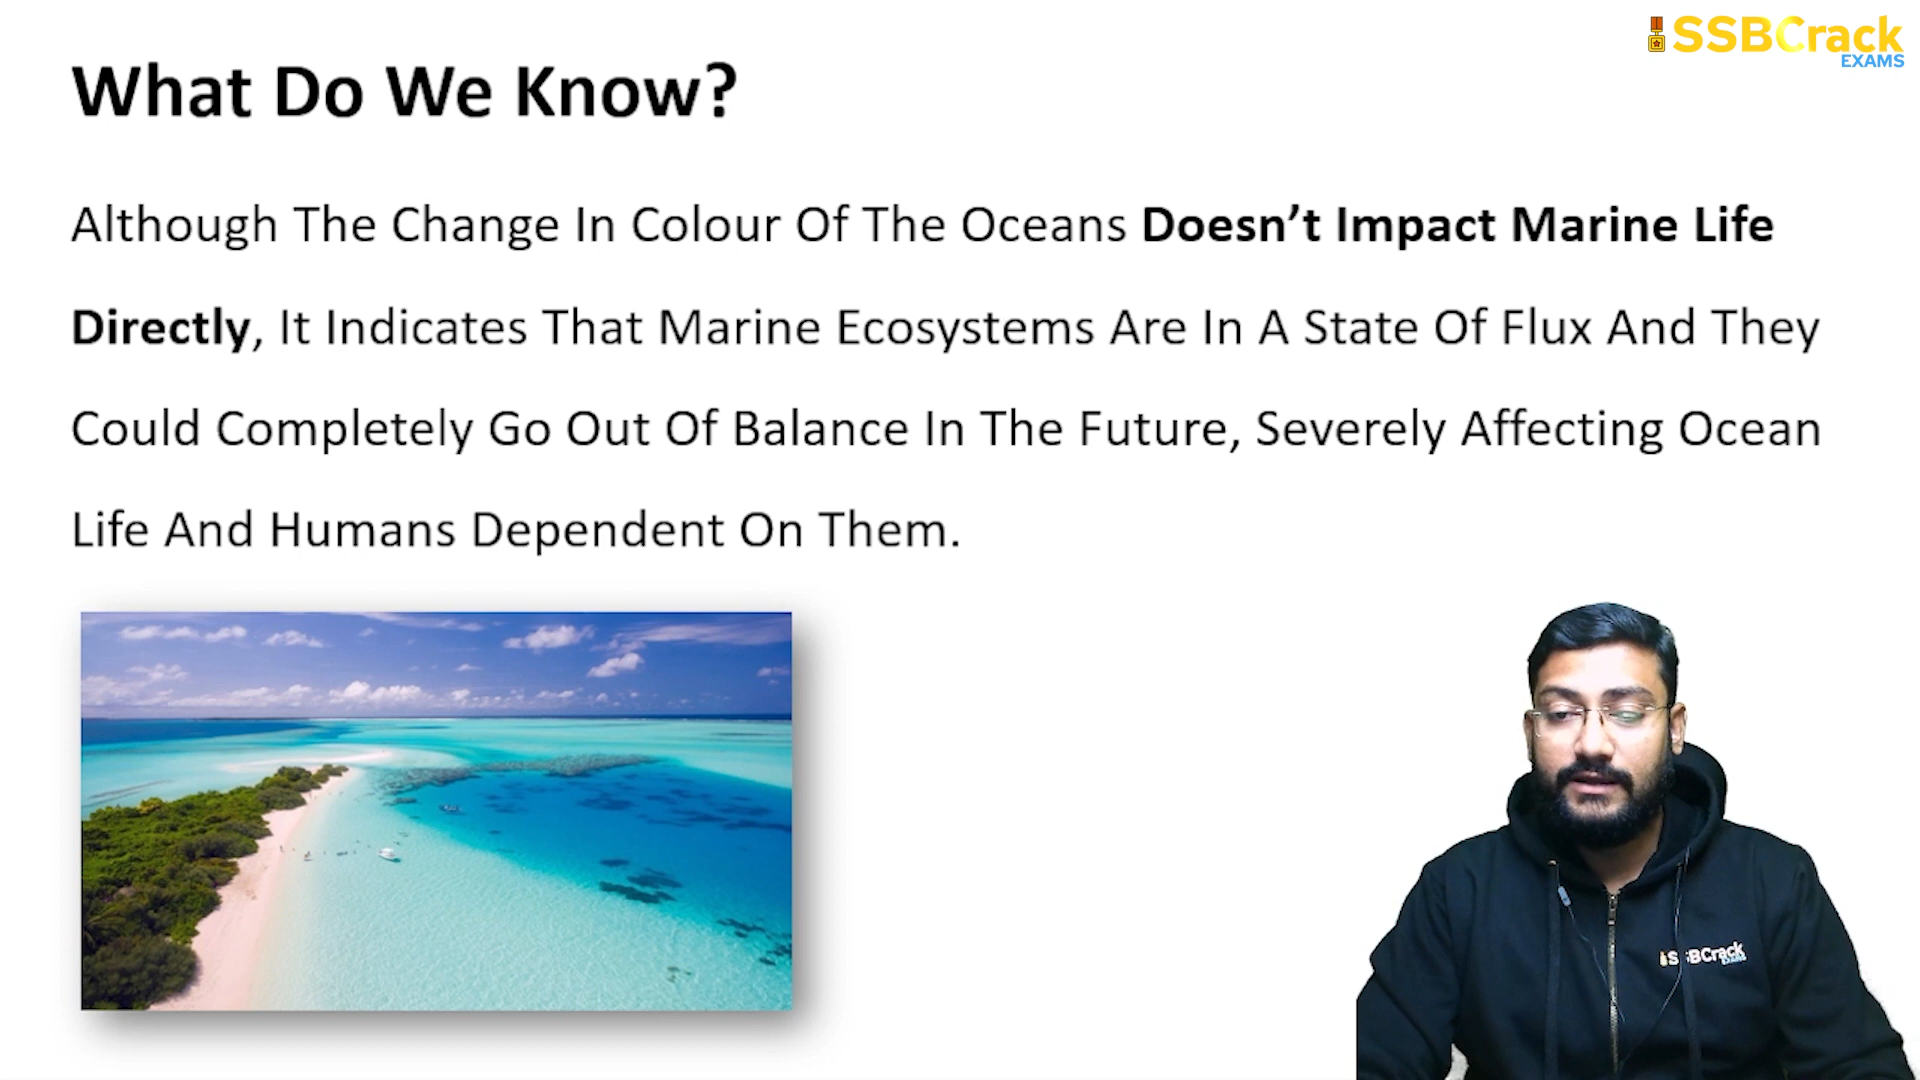 SSBCrack
EXAMS
What Do We Know?
Although The Change In Colour Of The Oceans Doesn’t Impact Marine Life
Directly, It Indicates That Marine Ecosystems Are In A State Of Flux And They
Could Completely Go Out Of Balance In The Future, Severely Affecting Ocean
Life And Humans Dependent On Them.
SSBCrack
EXAMS